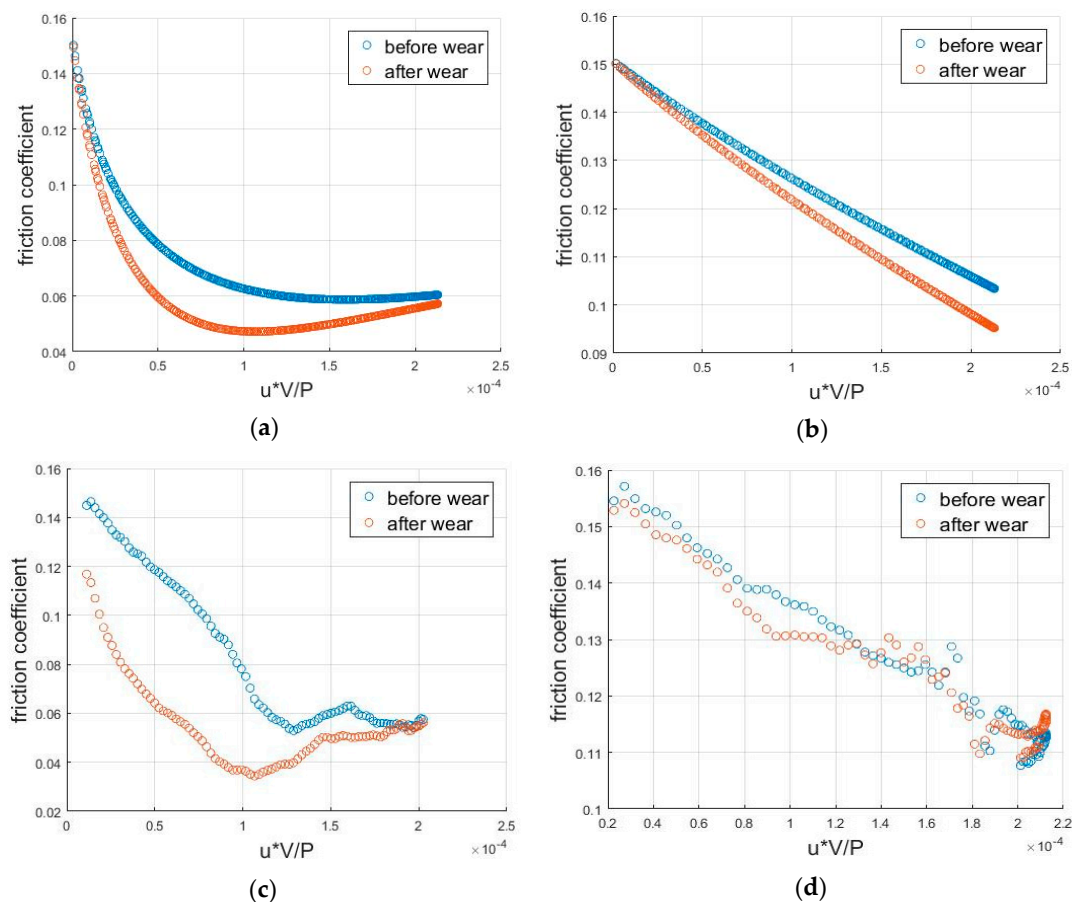 0.16
0.14
0.12
0.1
0.08
0.06
0.04
friction coefficient
before wear
after wear
0 0.5 1 1.5 2 2.5
u*V/P
×10-4
(a)
0.16
0.15
0.14
0.13
0.12
0.11
0.1
0.09
friction coefficient
before wear
after wear
0 0.5 1 1.5 2 2.5
u*V/P
×10-4
(b)
0.16
0.14
0.12
0.1
0.08
0.06
0.04
0.02
friction coefficient
before wear
after wear
0 0.5 1 1.5 2 2.5
u*V/P
×10-4
(c)
0.16
0.15
0.14
0.13
0.12
0.11
0.1
friction coefficient
before wear
after wear
0.2 0.4 0.6 0.8 1 1.2 1.4 1.6 1.8 2 2.2
u*V/P
×10-4
(d)